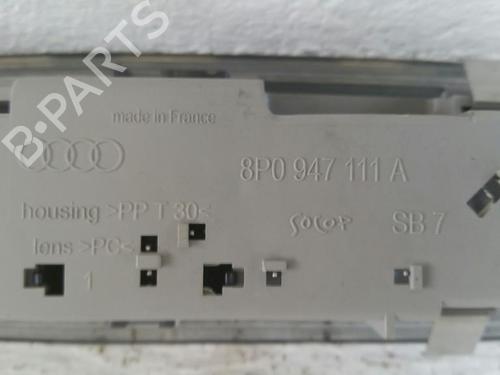 B-PARTS
made in France
8P0 947 111 A
housing >PP T 30<
SOCOP
SB 7
lens >PC<
1